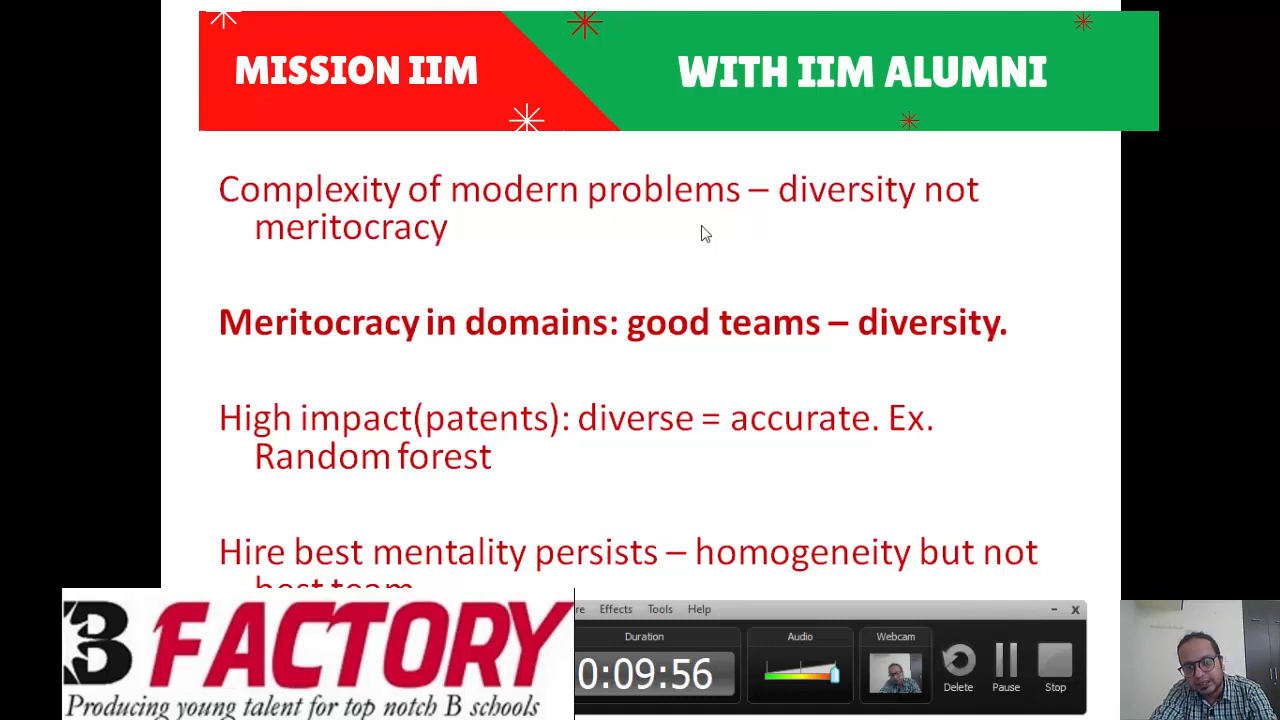 MISSION IIM
WITH IIM ALUMNI
Complexity of modern problems – diversity not
meritocracy
Meritocracy in domains: good teams – diversity.
High impact(patents): diverse = accurate. Ex.
Random forest
Hire best mentality persists – homogeneity but not
best team
B FACTORY
Producing young talent for top notch B schools
re Effects Tools Help
Duration
0:09:56
Audio
Webcam
Delete
Pause
Stop